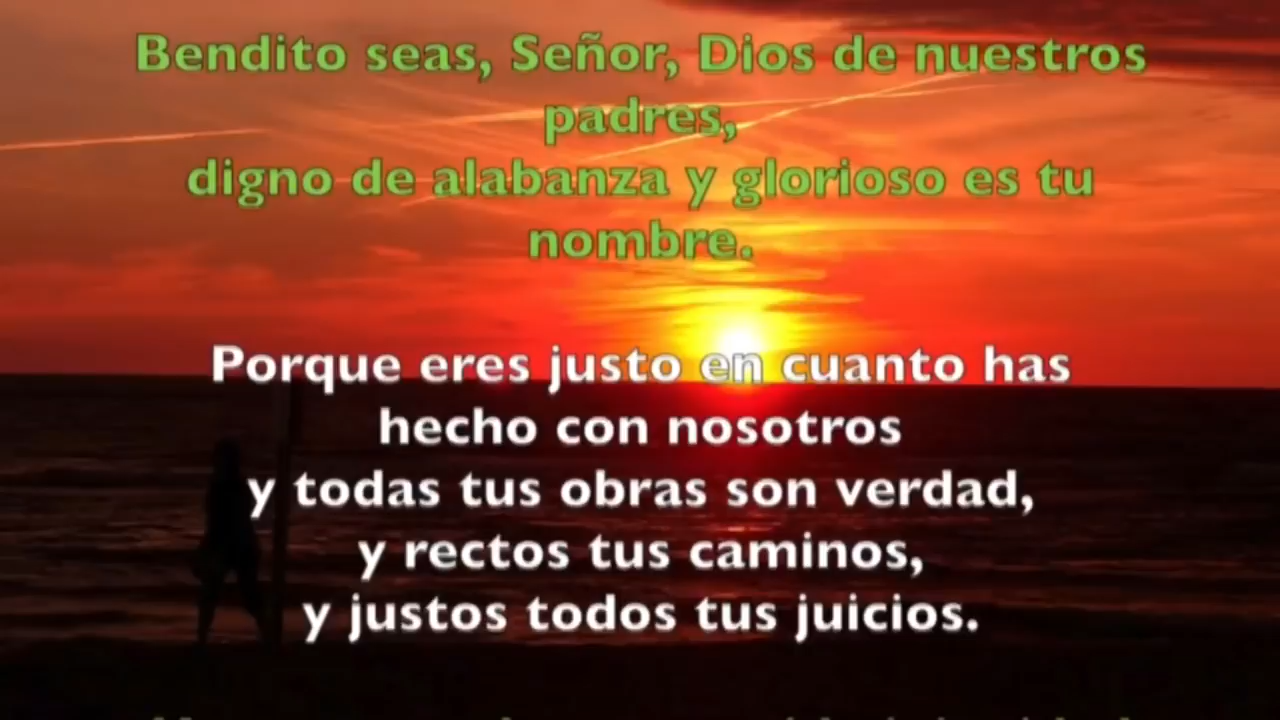 Bendito seas, Señor, Dios de nuestros
padres,
digno de alabanza y glorioso es tu
nombre.
Porque eres justo en cuanto has
hecho con nosotros
y todas tus obras son verdad,
y rectos tus caminos,
y justos todos tus juicios.